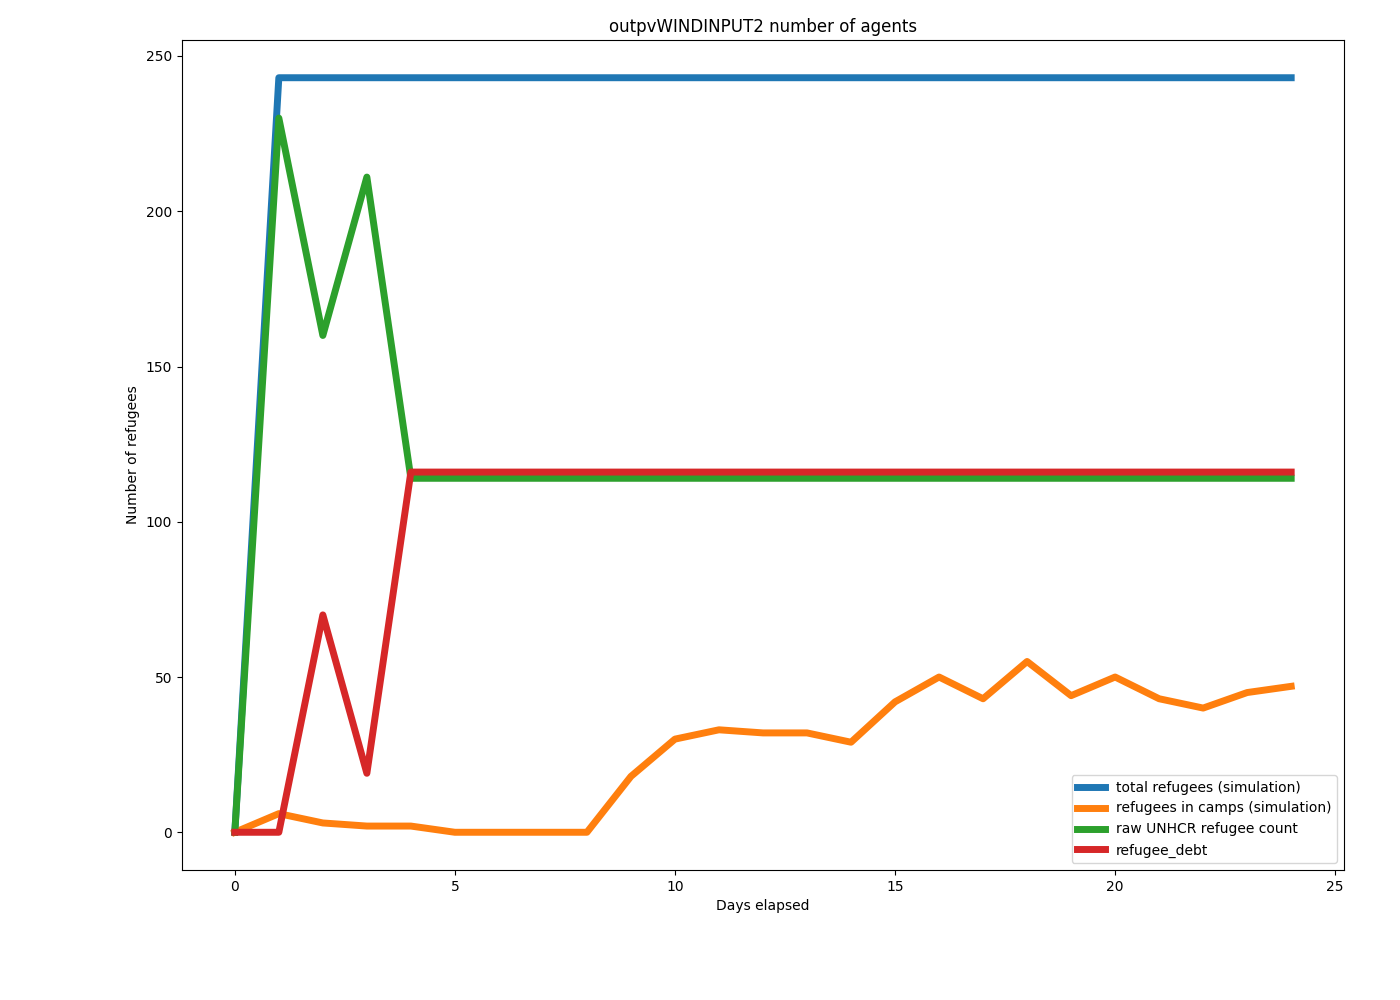 outpvWINDINPUT2 number of agents
250
200
150
100
50
0
Number of refugees
0 5 10 15 20 25
Days elapsed
total refugees (simulation)
refugees in camps (simulation)
raw UNHCR refugee count
refugee_debt